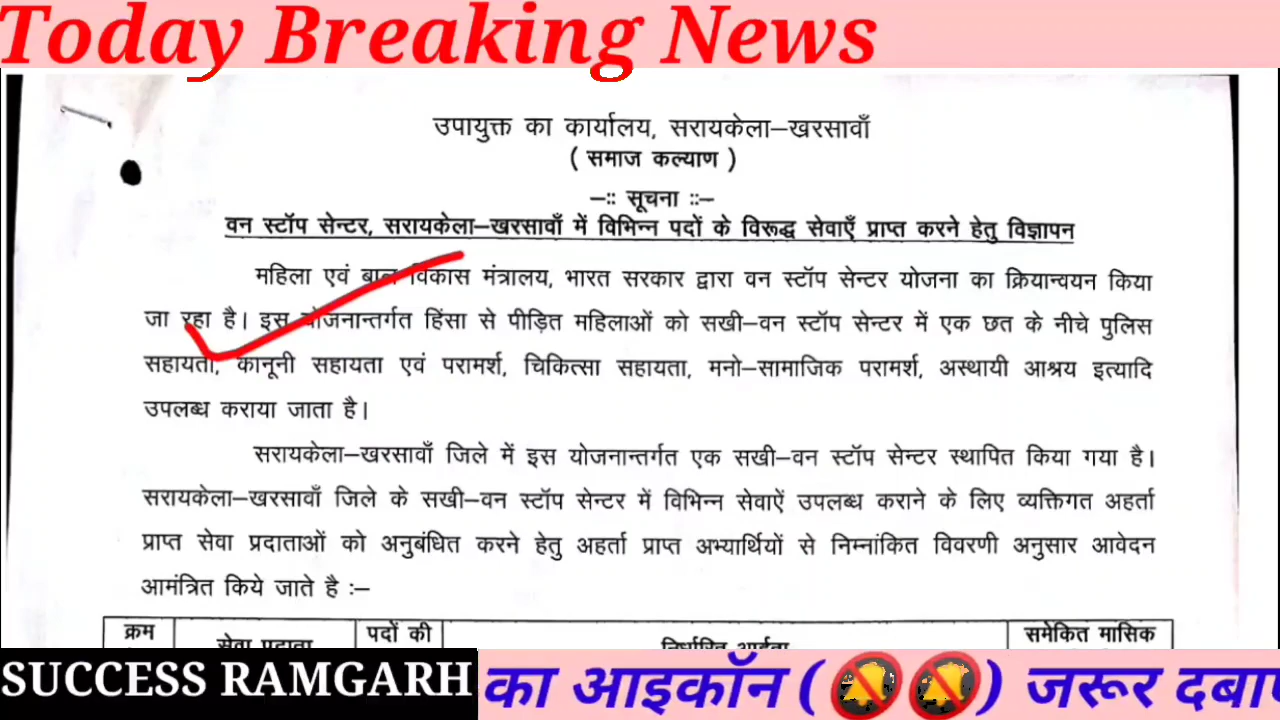 Today Breaking News
उपायुक्त का कार्यालय, सरायकेला–खरसावाँ
( समाज कल्याण )
–:: सूचना ::–
वन स्टॉप सेन्टर, सरायकेला–खरसावाँ में विभिन्न पदों के विरूद्ध सेवाएँ प्राप्त करने हेतु विज्ञापन
महिला एवं बाल विकास मंत्रालय, भारत सरकार द्वारा वन स्टॉप सेन्टर योजना का क्रियान्वयन किया
जा रहा है। इस योजनान्तर्गत हिंसा से पीड़ित महिलाओं को सखी–वन स्टॉप सेन्टर में एक छत के नीचे पुलिस
सहायता, कानूनी सहायता एवं परामर्श, चिकित्सा सहायता, मनो–सामाजिक परामर्श, अस्थायी आश्रय इत्यादि
उपलब्ध कराया जाता है।
सरायकेला–खरसावाँ जिले में इस योजनान्तर्गत एक सखी–वन स्टॉप सेन्टर स्थापित किया गया है।
सरायकेला–खरसावाँ जिले के सखी–वन स्टॉप सेन्टर में विभिन्न सेवाऐं उपलब्ध कराने के लिए व्यक्तिगत अहर्ता
प्राप्त सेवा प्रदाताओं को अनुबंधित करने हेतु अहर्ता प्राप्त अभ्यार्थियों से निम्नांकित विवरणी अनुसार आवेदन
आमंत्रित किये जाते है :–
क्रम सेवा प्रदाता पदों की निर्धारित समेकित मासिक
SUCCESS RAMGARH का आइकॉन ( ) जरूर